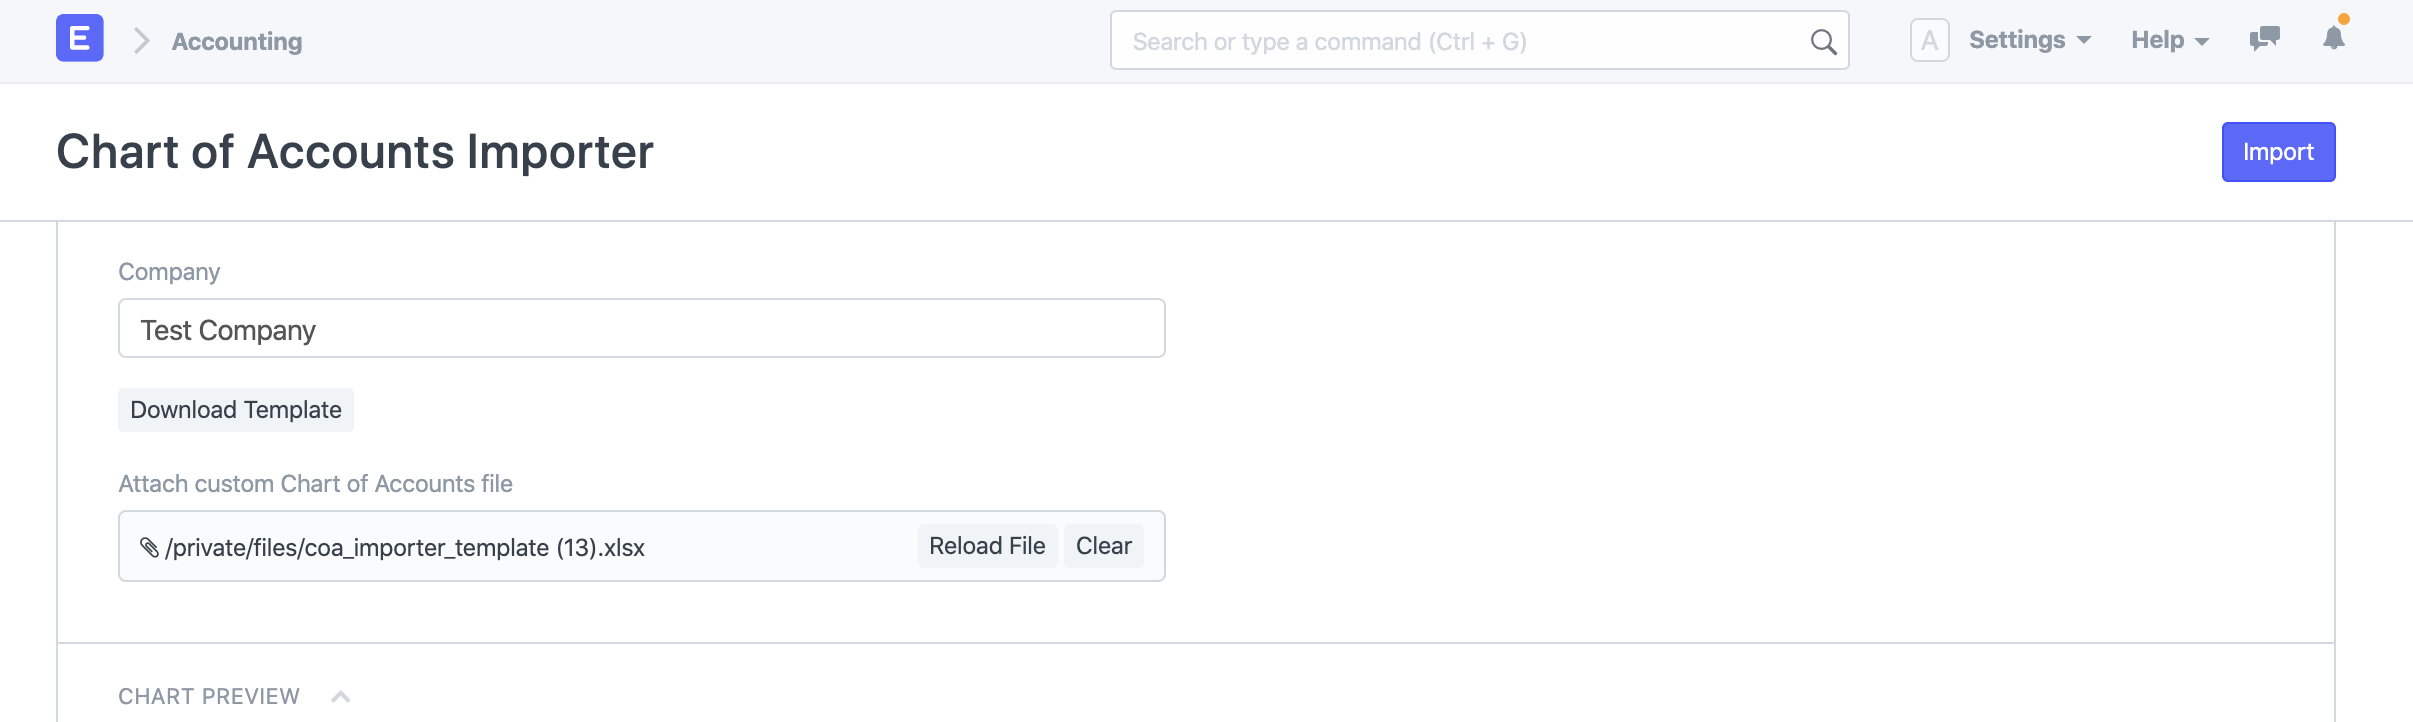 E Accounting Search or type a command (Ctrl + G) A Settings Help
Chart of Accounts Importer Import
Company
Test Company
Download Template
Attach custom Chart of Accounts file
/private/files/coa_importer_template (13).xlsx Reload File Clear
CHART PREVIEW